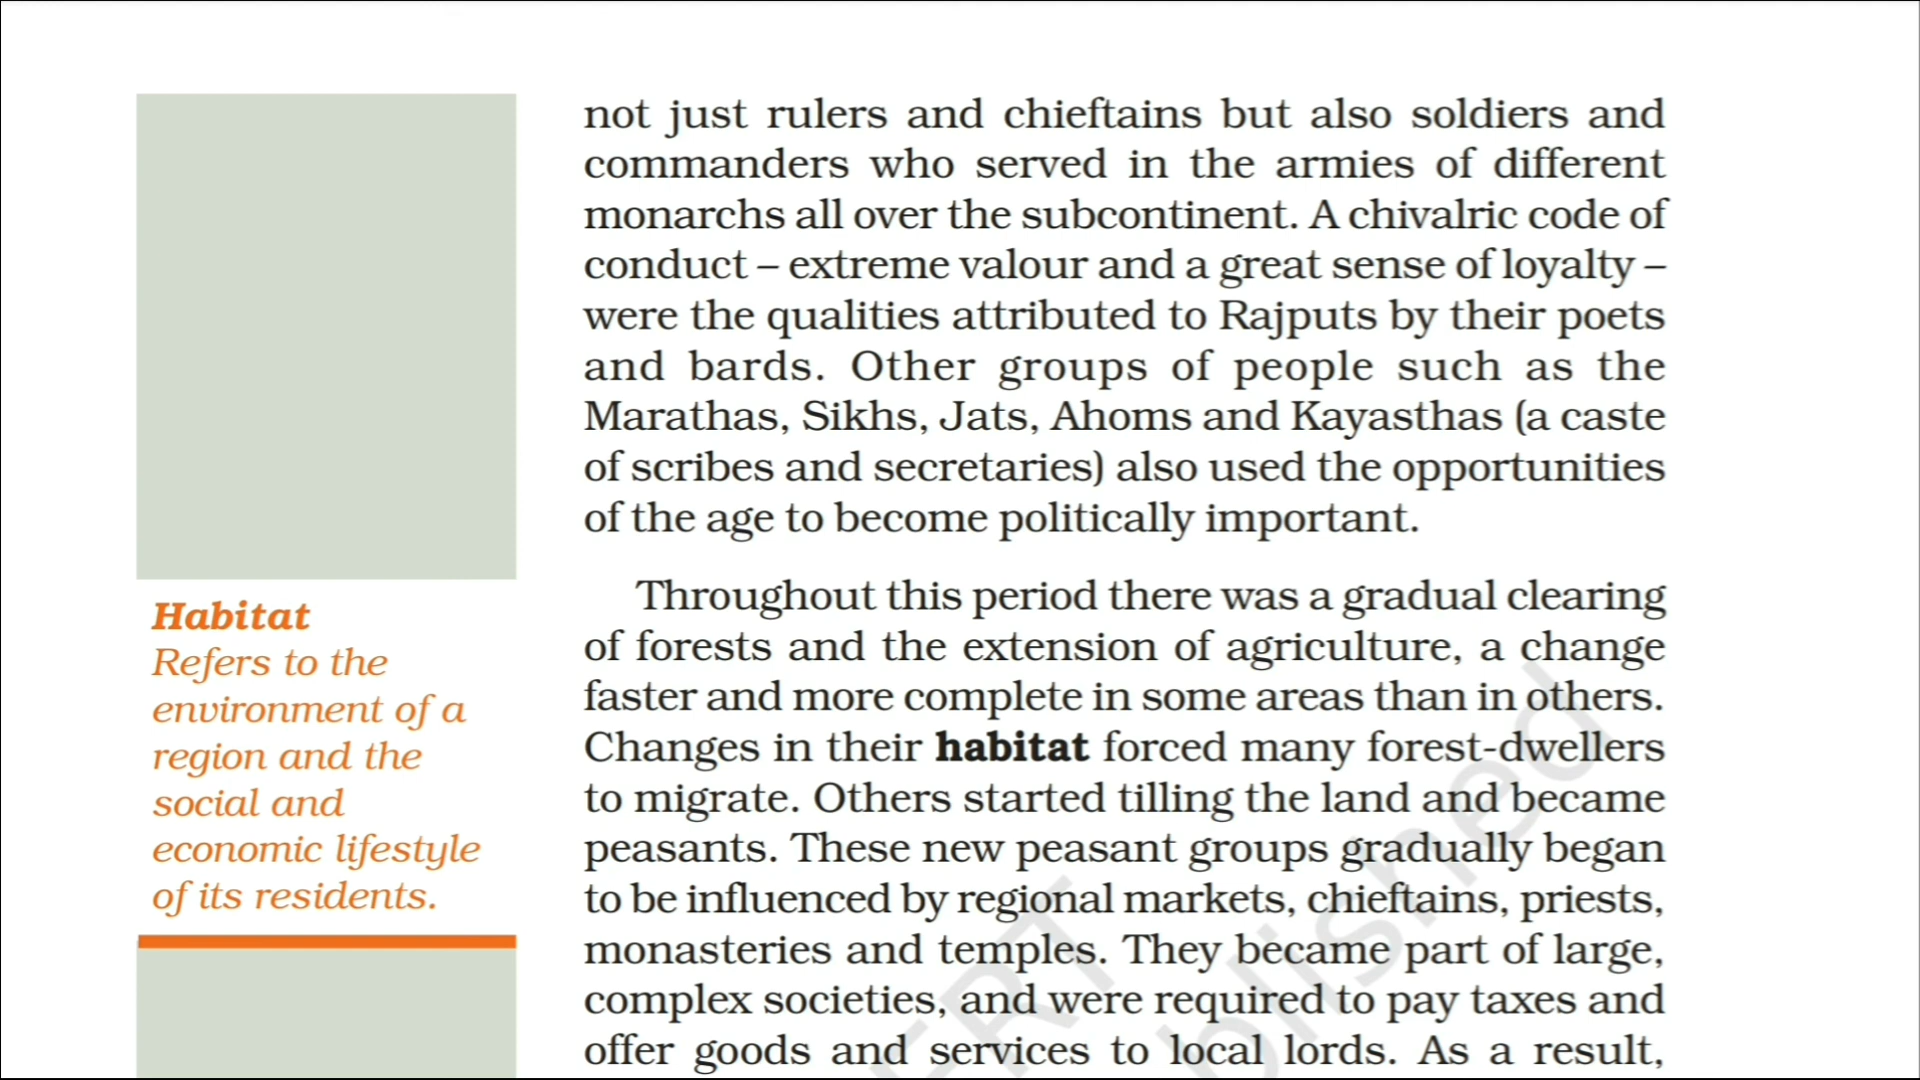 not just rulers and chieftains but also soldiers and
commanders who served in the armies of different
monarchs all over the subcontinent. A chivalric code of
conduct – extreme valour and a great sense of loyalty –
were the qualities attributed to Rajputs by their poets
and bards. Other groups of people such as the
Marathas, Sikhs, Jats, Ahoms and Kayasthas (a caste
of scribes and secretaries) also used the opportunities
of the age to become politically important.
Habitat
Refers to the
environment of a
region and the
social and
economic lifestyle
of its residents.
Throughout this period there was a gradual clearing
of forests and the extension of agriculture, a change
faster and more complete in some areas than in others.
Changes in their habitat forced many forest-dwellers
to migrate. Others started tilling the land and became
peasants. These new peasant groups gradually began
to be influenced by regional markets, chieftains, priests,
monasteries and temples. They became part of large,
complex societies, and were required to pay taxes and
offer goods and services to local lords. As a result,